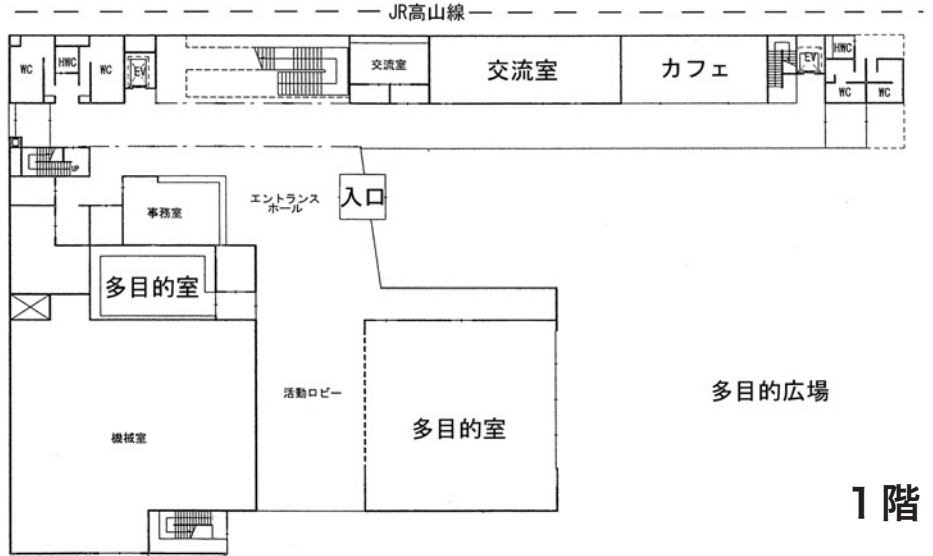 JR高山線
WC
HWC
WC
EV
交流室
交流室
カフェ
EV
HWC
WC
WC
UP
事務室
エントランス
ホール
入口
多目的室
活動ロビー
多目的室
多目的広場
機械室
1階